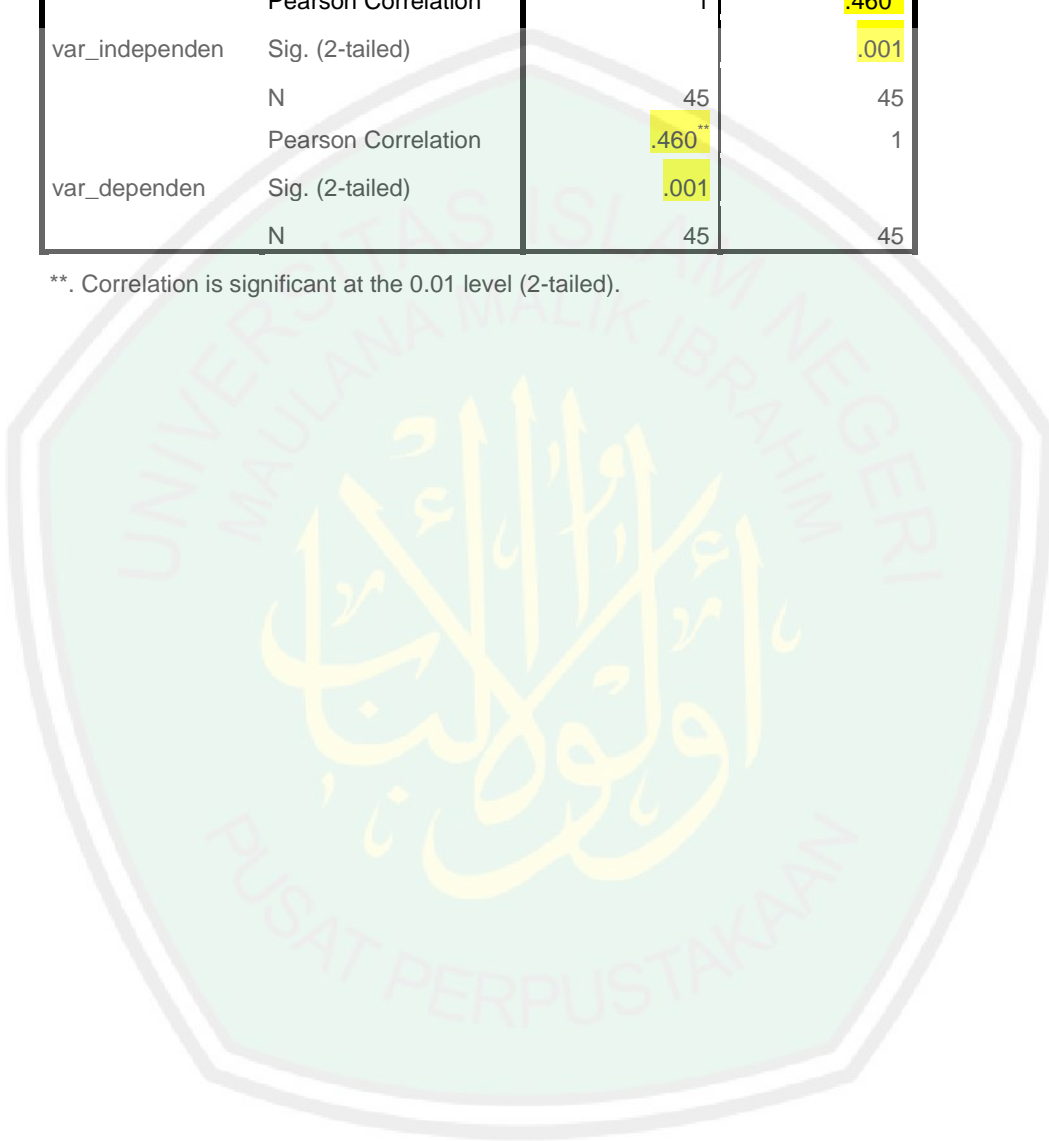 Pearson Correlation 1 .460**
var_independen Sig. (2-tailed) .001
N 45 45
Pearson Correlation .460** 1
var_dependen Sig. (2-tailed) .001
N 45 45
**. Correlation is significant at the 0.01 level (2-tailed).
UNIVERSITAS ISLAM NEGERI
MAULANA MALIK IBRAHIM
أولوا الألباب
PUSAT PERPUSTAKAAN